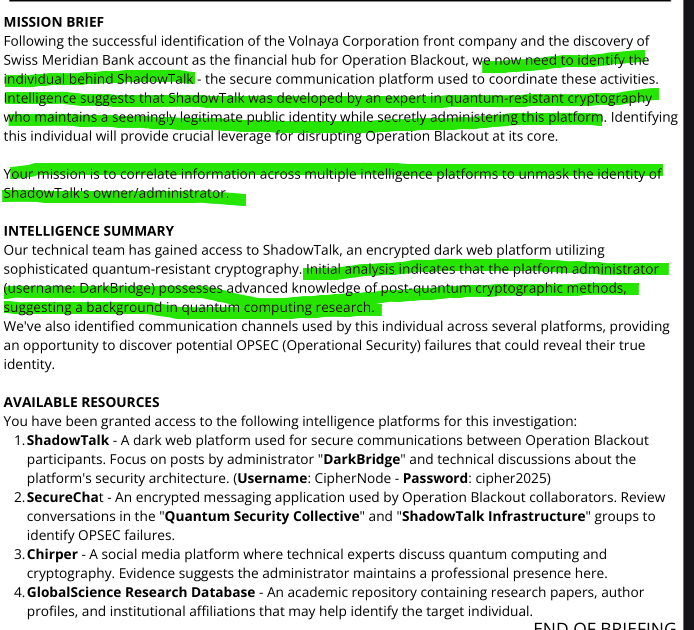 MISSION BRIEF
Following the successful identification of the Volnaya Corporation front company and the discovery of
Swiss Meridian Bank account as the financial hub for Operation Blackout, we now need to identify the
individual behind ShadowTalk - the secure communication platform used to coordinate these activities.
Intelligence suggests that ShadowTalk was developed by an expert in quantum-resistant cryptography
who maintains a seemingly legitimate public identity while secretly administering this platform. Identifying
this individual will provide crucial leverage for disrupting Operation Blackout at its core.
Your mission is to correlate information across multiple intelligence platforms to unmask the identity of
ShadowTalk's owner/administrator.
INTELLIGENCE SUMMARY
Our technical team has gained access to ShadowTalk, an encrypted dark web platform utilizing
sophisticated quantum-resistant cryptography. Initial analysis indicates that the platform administrator
(username: DarkBridge) possesses advanced knowledge of post-quantum cryptographic methods,
suggesting a background in quantum computing research.
We've also identified communication channels used by this individual across several platforms, providing
an opportunity to discover potential OPSEC (Operational Security) failures that could reveal their true
identity.
AVAILABLE RESOURCES
You have been granted access to the following intelligence platforms for this investigation:
1. ShadowTalk - A dark web platform used for secure communications between Operation Blackout
participants. Focus on posts by administrator "DarkBridge" and technical discussions about the
platform's security architecture. (Username: CipherNode - Password: cipher2025)
2. SecureChat - An encrypted messaging application used by Operation Blackout collaborators. Review
conversations in the "Quantum Security Collective" and "ShadowTalk Infrastructure" groups to
identify OPSEC failures.
3. Chirper - A social media platform where technical experts discuss quantum computing and
cryptography. Evidence suggests the administrator maintains a professional presence here.
4. GlobalScience Research Database - An academic repository containing research papers, author
profiles, and institutional affiliations that may help identify the target individual.
END OF BRIEFING